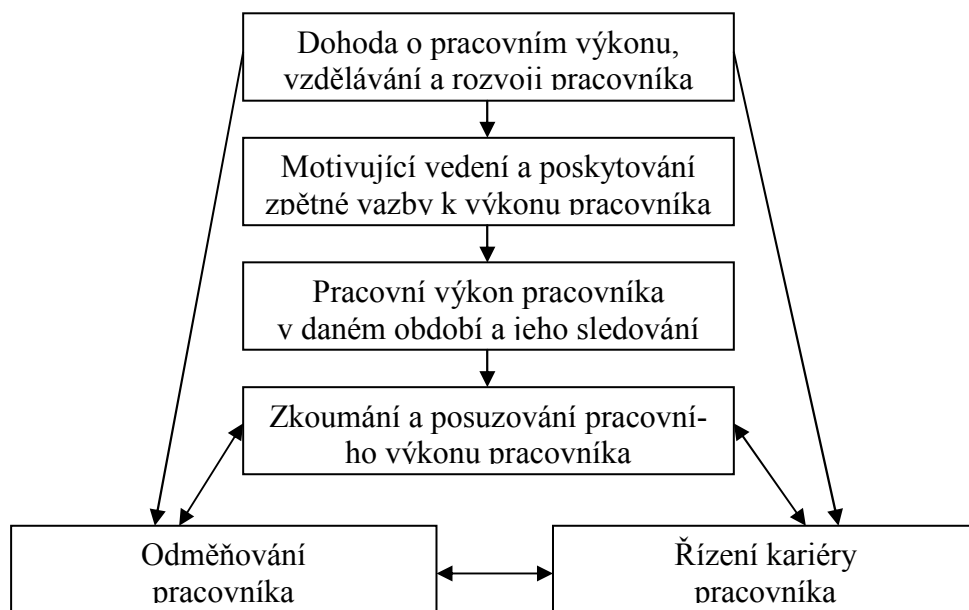 Dohoda o pracovním výkonu,
vzdělávání a rozvoji pracovníka
Motivující vedení a poskytování
zpětné vazby k výkonu pracovníka
Pracovní výkon pracovníka
v daném období a jeho sledování
Zkoumání a posuzování pracovní-
ho výkonu pracovníka
Odměňování
pracovníka
Řízení kariéry
pracovníka